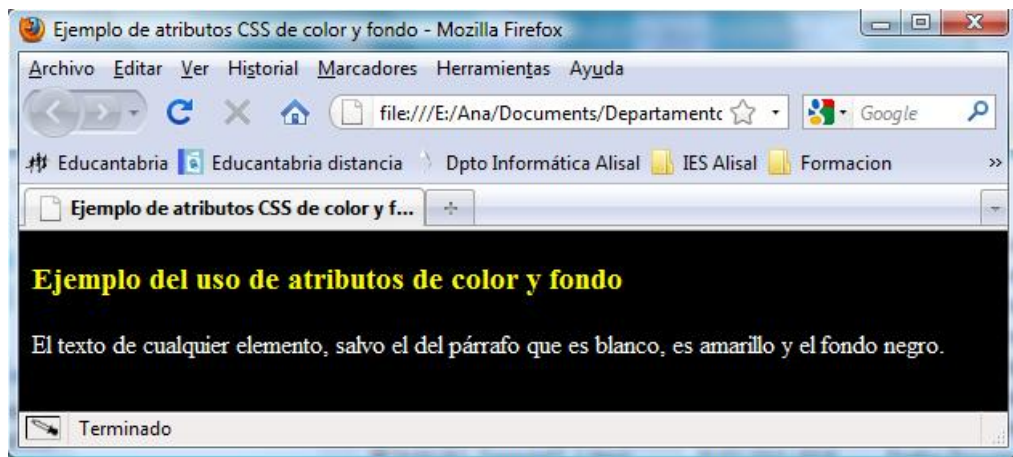 Ejemplo de atributos CSS de color y fondo - Mozilla Firefox
Archivo Editar Ver Historial Marcadores Herramientas Ayuda
file:///E:/Ana/Documents/Departamentc Google
Educantabria Educantabria distancia Dpto Informática Alisal IES Alisal Formacion »
Ejemplo de atributos CSS de color y f...
Ejemplo del uso de atributos de color y fondo
El texto de cualquier elemento, salvo el del párrafo que es blanco, es amarillo y el fondo negro.
Terminado